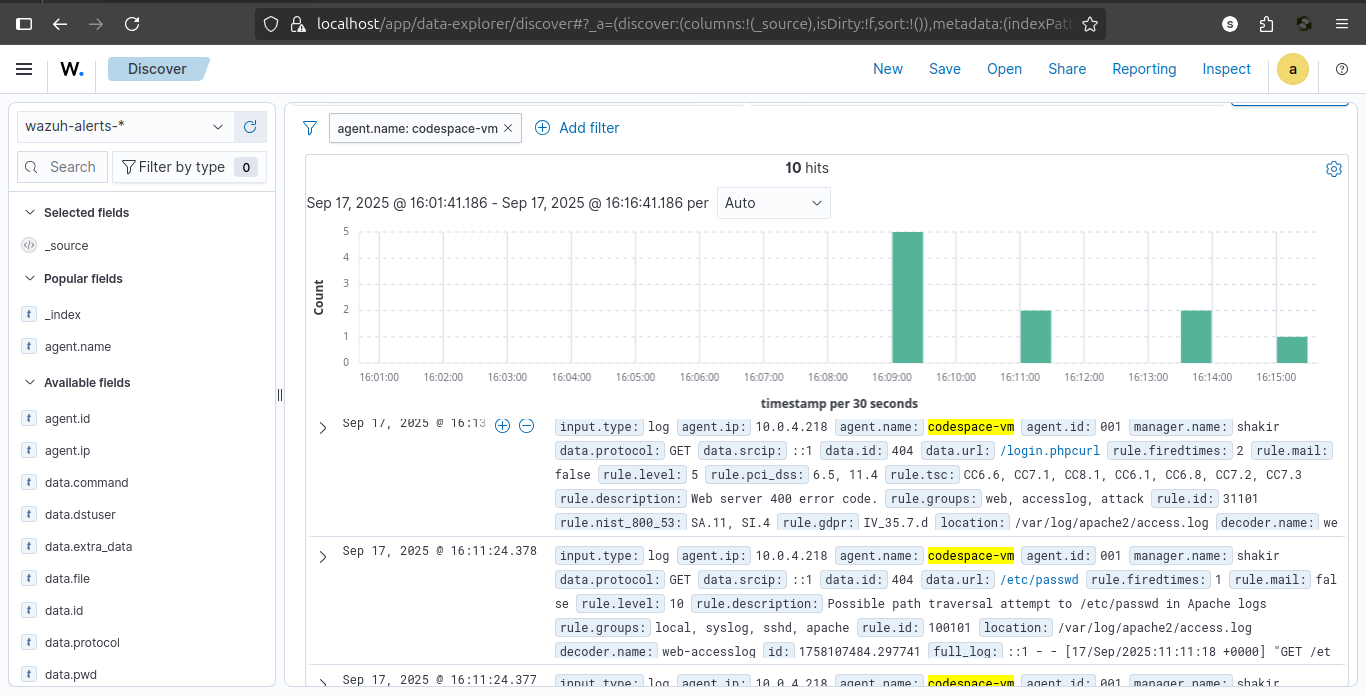 localhost/app/data-explorer/discover#?_a=(discover:(columns:!(_source),isDirty:!f,sort:!()),metadata:(indexPatt
S
W. Discover New Save Open Share Reporting Inspect a
wazuh-alerts-*
Search Filter by type 0
Selected fields
_source
Popular fields
t _index
t agent.name
Available fields
t agent.id
t agent.ip
t data.command
t data.dstuser
t data.extra_data
t data.file
t data.id
t data.protocol
t data.pwd
agent.name: codespace-vm × Add filter
10 hits
Sep 17, 2025 @ 16:01:41.186 - Sep 17, 2025 @ 16:16:41.186 per Auto
Count
5
4
3
2
1
0
16:01:00 16:02:00 16:03:00 16:04:00 16:05:00 16:06:00 16:07:00 16:08:00 16:09:00 16:10:00 16:11:00 16:12:00 16:13:00 16:14:00 16:15:00
timestamp per 30 seconds
Sep 17, 2025 @ 16:13
input.type: log agent.ip: 10.0.4.218 agent.name: codespace-vm agent.id: 001 manager.name: shakir
data.protocol: GET data.srcip: ::1 data.id: 404 data.url: /login.phpcurl rule.firedtimes: 2 rule.mail:
false rule.level: 5 rule.pci_dss: 6.5, 11.4 rule.tsc: CC6.6, CC7.1, CC8.1, CC6.1, CC6.8, CC7.2, CC7.3
rule.description: Web server 400 error code. rule.groups: web, accesslog, attack rule.id: 31101
rule.nist_800_53: SA.11, SI.4 rule.gdpr: IV_35.7.d location: /var/log/apache2/access.log decoder.name: we
Sep 17, 2025 @ 16:11:24.378
input.type: log agent.ip: 10.0.4.218 agent.name: codespace-vm agent.id: 001 manager.name: shakir
data.protocol: GET data.srcip: ::1 data.id: 404 data.url: /etc/passwd rule.firedtimes: 1 rule.mail: fal
se rule.level: 10 rule.description: Possible path traversal attempt to /etc/passwd in Apache logs
rule.groups: local, syslog, sshd, apache rule.id: 100101 location: /var/log/apache2/access.log
decoder.name: web-accesslog id: 1758107484.297741 full_log: ::1 - - [17/Sep/2025:11:11:18 +0000] "GET /et
Sep 17, 2025 @ 16:11:24.377
input.type: log agent.ip: 10.0.4.218 agent.name: codespace-vm agent.id: 001 manager.name: shakir